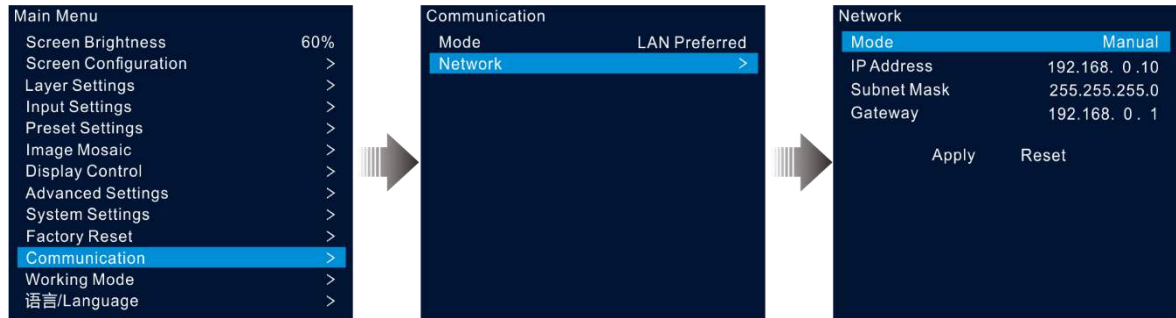 Main Menu
Screen Brightness 60%
Screen Configuration >
Layer Settings >
Input Settings >
Preset Settings >
Image Mosaic >
Display Control >
Advanced Settings >
System Settings >
Factory Reset >
Communication >
Working Mode >
语言/Language >
Communication
Mode LAN Preferred
Network >
Network
Mode Manual
IP Address 192.168. 0 .10
Subnet Mask 255.255.255.0
Gateway 192.168. 0 . 1
Apply Reset